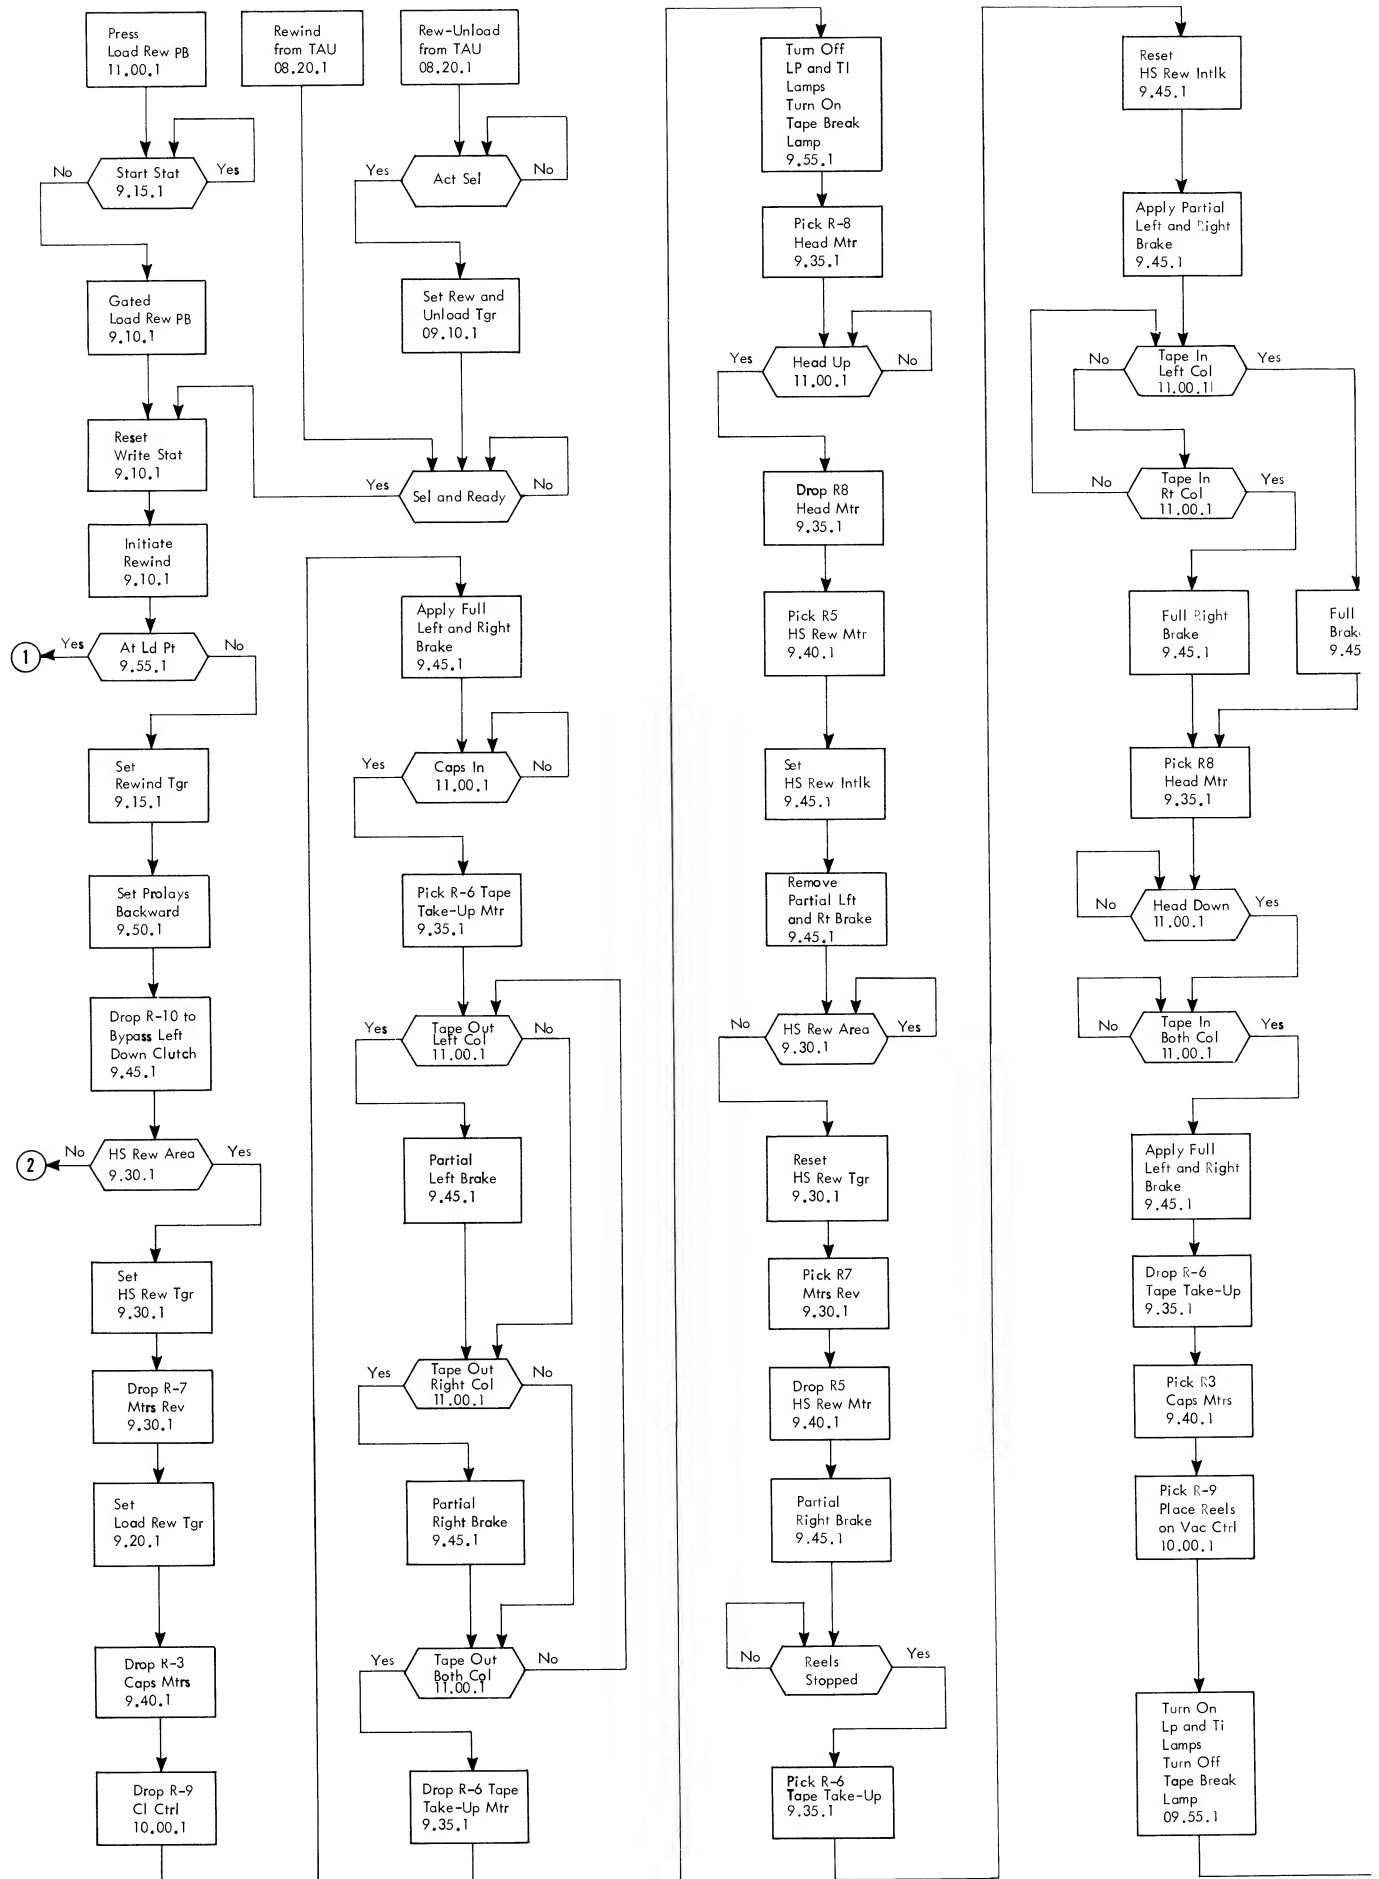 Press
Load Rew PB
11.00.1
Rewind
from TAU
08.20.1
Rew-Unload
from TAU
08.20.1
No
Start Stat
9.15.1
Yes
Yes
Act Sel
No
Gated
Load Rew PB
9.10.1
Set Rew and
Unload Tgr
09.10.1
Reset
Write Stat
9.10.1
Yes
Sel and Ready
No
Initiate
Rewind
9.10.1
1
Yes
At Ld Pt
9.55.1
No
Set
Rewind Tgr
9.15.1
Set Prolays
Backward
9.50.1
Drop R-10 to
Bypass Left
Down Clutch
9.45.1
2
No
HS Rew Area
9.30.1
Yes
Set
HS Rew Tgr
9.30.1
Drop R-7
Mtrs Rev
9.30.1
Set
Load Rew Tgr
9.20.1
Drop R-3
Caps Mtrs
9.40.1
Drop R-9
Cl Ctrl
10.00.1
Apply Full
Left and Right
Brake
9.45.1
Yes
Caps In
11.00.1
No
Pick R-6 Tape
Take-Up Mtr
9.35.1
Yes
Tape Out
Left Col
11.00.1
No
Partial
Left Brake
9.45.1
Yes
Tape Out
Right Col
11.00.1
No
Partial
Right Brake
9.45.1
Yes
Tape Out
Both Col
11.00.1
No
Drop R-6 Tape
Take-Up Mtr
9.35.1
Turn Off
LP and TI
Lamps
Turn On
Tape Break
Lamp
9.55.1
Pick R-8
Head Mtr
9.35.1
Yes
Head Up
11.00.1
No
Drop R8
Head Mtr
9.35.1
Pick R5
HS Rew Mtr
9.40.1
Set
HS Rew Intlk
9.45.1
Remove
Partial Lft
and Rt Brake
9.45.1
No
HS Rew Area
9.30.1
Yes
Reset
HS Rew Tgr
9.30.1
Pick R7
Mtrs Rev
9.30.1
Drop R5
HS Rew Mtr
9.40.1
Partial
Right Brake
9.45.1
No
Reels
Stopped
Yes
Pick R-6
Tape Take-Up
9.35.1
Reset
HS Rew Intlk
9.45.1
Apply Partial
Left and Right
Brake
9.45.1
No
Tape In
Left Col
11.00.1
Yes
No
Tape In
Rt Col
11.00.1
Yes
Full Right
Brake
9.45.1
Full
9.45
Pick R8
Head Mtr
9.35.1
No
Head Down
11.00.1
Yes
No
Tape In
Both Col
11.00.1
Yes
Apply Full
Left and Right
Brake
9.45.1
Drop R-6
Tape Take-Up
9.35.1
Pick R3
Caps Mtrs
9.40.1
Pick R-9
Place Reels
on Vac Ctrl
10.00.1
Turn On
Lp and Ti
Lamps
Turn Off
Tape Break
Lamp
09.55.1